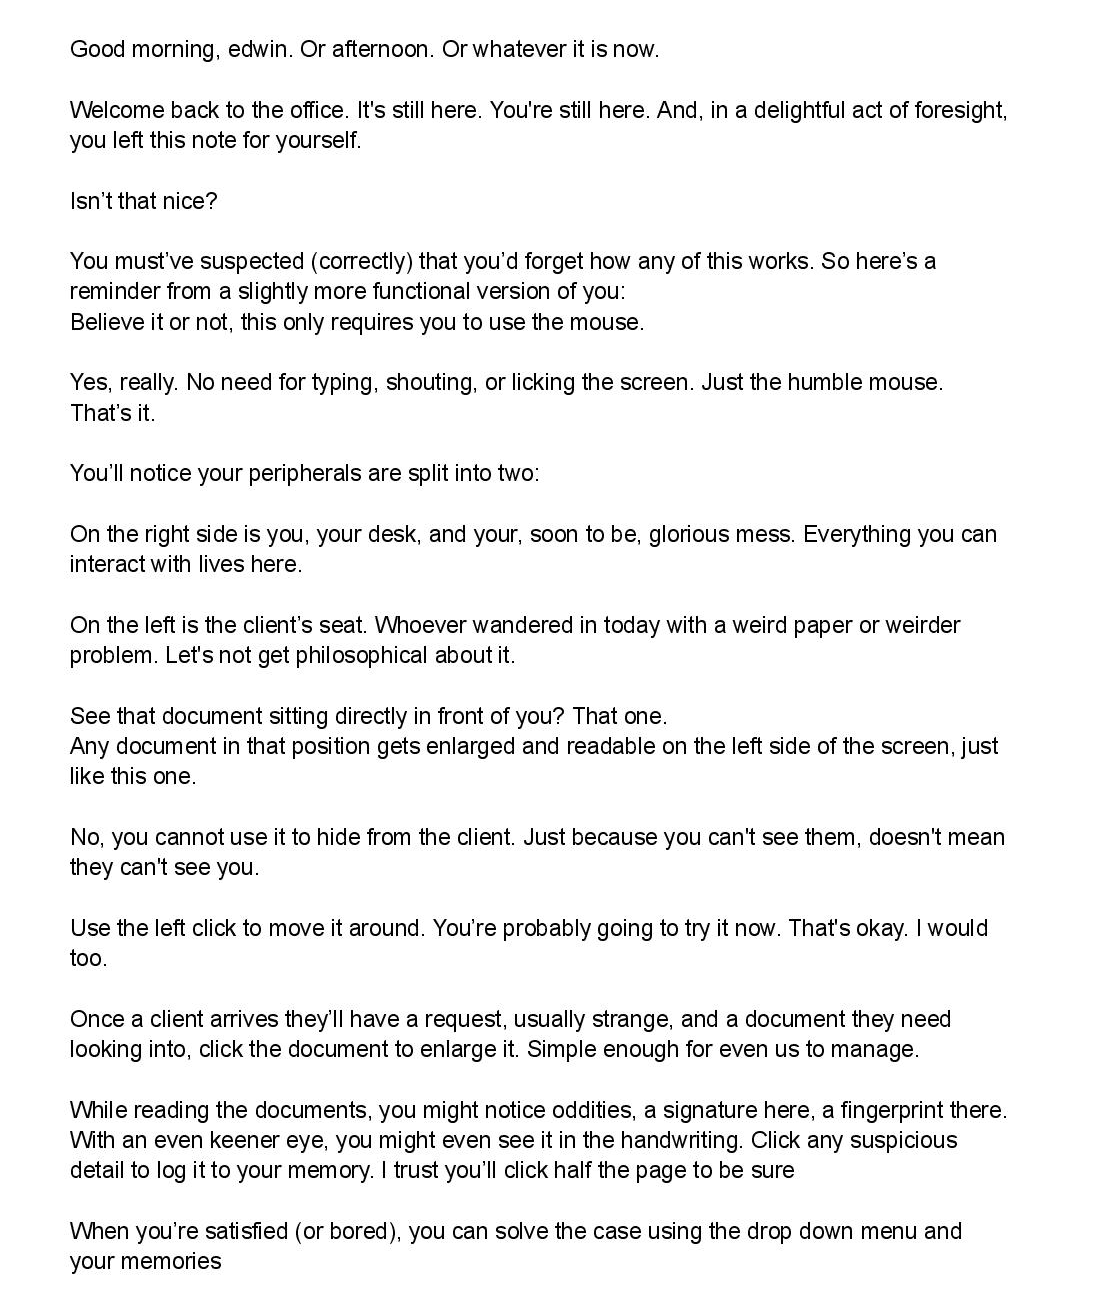 Good morning, edwin. Or afternoon. Or whatever it is now.
Welcome back to the office. It's still here. You're still here. And, in a delightful act of foresight,
you left this note for yourself.
Isn’t that nice?
You must’ve suspected (correctly) that you’d forget how any of this works. So here’s a
reminder from a slightly more functional version of you:
Believe it or not, this only requires you to use the mouse.
Yes, really. No need for typing, shouting, or licking the screen. Just the humble mouse.
That’s it.
You’ll notice your peripherals are split into two:
On the right side is you, your desk, and your, soon to be, glorious mess. Everything you can
interact with lives here.
On the left is the client’s seat. Whoever wandered in today with a weird paper or weirder
problem. Let's not get philosophical about it.
See that document sitting directly in front of you? That one.
Any document in that position gets enlarged and readable on the left side of the screen, just
like this one.
No, you cannot use it to hide from the client. Just because you can't see them, doesn't mean
they can't see you.
Use the left click to move it around. You’re probably going to try it now. That's okay. I would
too.
Once a client arrives they’ll have a request, usually strange, and a document they need
looking into, click the document to enlarge it. Simple enough for even us to manage.
While reading the documents, you might notice oddities, a signature here, a fingerprint there.
With an even keener eye, you might even see it in the handwriting. Click any suspicious
detail to log it to your memory. I trust you’ll click half the page to be sure
When you’re satisfied (or bored), you can solve the case using the drop down menu and
your memories